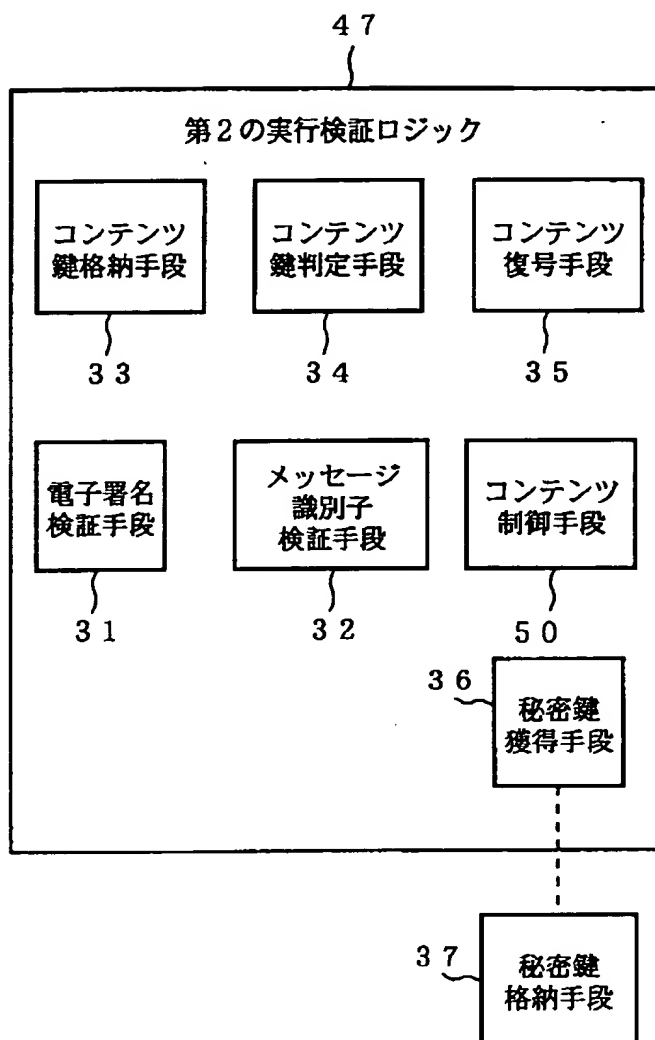 47
第2の実行検証ロジック
コンテンツ
鍵格納手段
33
コンテンツ
鍵判定手段
34
コンテンツ
復号手段
35
電子署名
検証手段
31
メッセージ
識別子
検証手段
32
コンテンツ
制御手段
50
36
秘密鍵
獲得手段
37
秘密鍵
格納手段